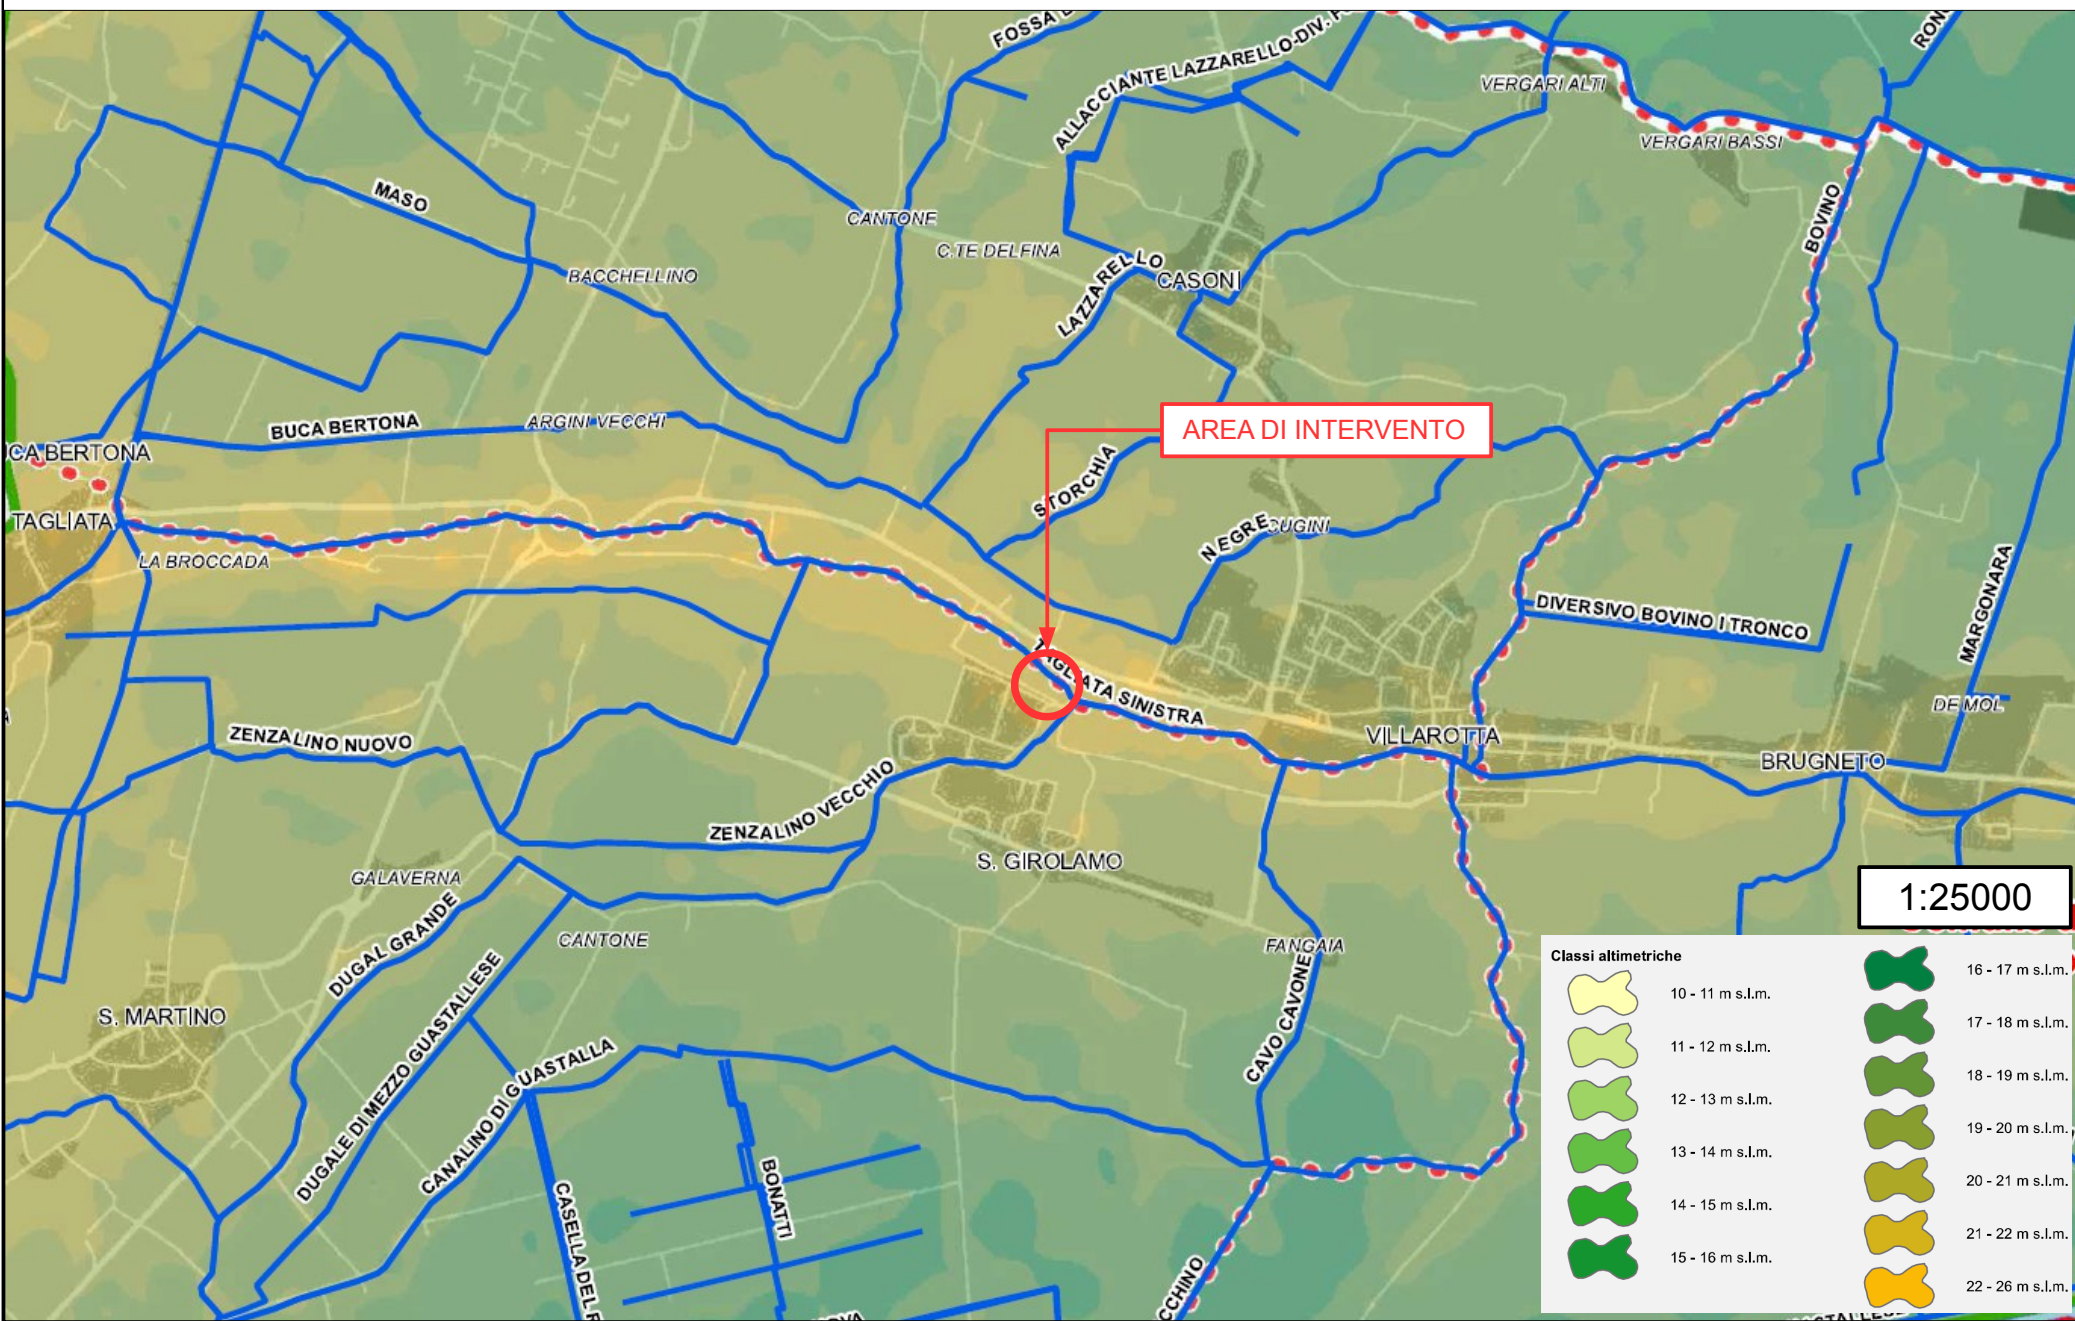 FOSSA
ALLACCIANTE LAZZARELLO-DIV.
VERGARI ALTI
VERGARI BASSI
MASO
CANTONE
C.TE DELFINA
BOVINO
BACCHELLINO
LAZZARELLO
CASONI
BUCA BERTONA
ARGINI VECCHI
AREA DI INTERVENTO
CA BERTONA
STORCHIA
TAGLIATA
NEGRE
CUGINI
LA BROCCADA
DIVERSIVO BOVINO I TRONCO
MARGONARA
TAGLIATA SINISTRA
DE MOL
ZENZALINO NUOVO
VILLAROTTA
BRUGNETO
ZENZALINO VECCHIO
S. GIROLAMO
GALAVERNA
1:25000
DUGAL GRANDE
CANTONE
FANGAIA
CAVO CAVONE
S. MARTINO
DUGALE DI MEZZO GUASTALLESE
CANALINO DI GUASTALLA
CASELLA DEL
BONATTI
CCHINO
Classi altimetriche
10 - 11 m s.l.m.
11 - 12 m s.l.m.
12 - 13 m s.l.m.
13 - 14 m s.l.m.
14 - 15 m s.l.m.
15 - 16 m s.l.m.
16 - 17 m s.l.m.
17 - 18 m s.l.m.
18 - 19 m s.l.m.
19 - 20 m s.l.m.
20 - 21 m s.l.m.
21 - 22 m s.l.m.
22 - 26 m s.l.m.